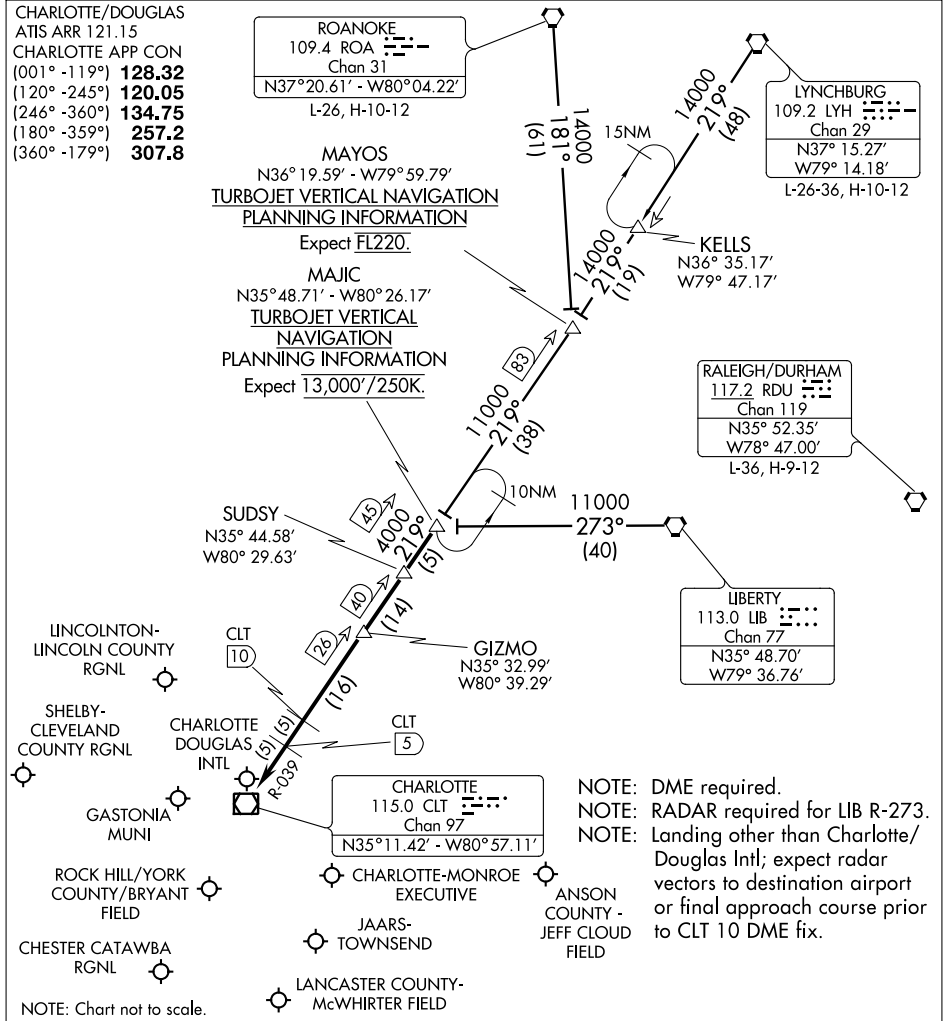 CHARLOTTE/DOUGLAS
ATIS ARR 121.15
CHARLOTTE APP CON
(001° -119°) 128.32
(120° -245°) 120.05
(246° -360°) 134.75
(180° -359°) 257.2
(360° -179°) 307.8
ROANOKE
109.4 ROA
Chan 31
N37°20.61' - W80°04.22'
L-26, H-10-12
LYNCHBURG
109.2 LYH
Chan 29
N37° 15.27'
W79° 14.18'
L-26-36, H-10-12
14000
181°
(61)
14000
219°
(48)
15NM
MAYOS
N36° 19.59' - W79°59.79'
TURBOJET VERTICAL NAVIGATION
PLANNING INFORMATION
Expect FL220.
KELLS
N36° 35.17'
W79° 47.17'
14000
219°
(19)
MAJIC
N35°48.71' - W80°26.17'
TURBOJET VERTICAL
NAVIGATION
PLANNING INFORMATION
Expect 13,000'/250K.
83
11000
219°
(38)
RALEIGH/DURHAM
117.2 RDU
Chan 119
N35° 52.35'
W78° 47.00'
L-36, H-9-12
10NM
11000
273°
(40)
SUDSY
N35° 44.58'
W80° 29.63'
45
4000
219°
(5)
40
(14)
LIBERTY
113.0 LIB
Chan 77
N35° 48.70'
W79° 36.76'
26
GIZMO
N35° 32.99'
W80° 39.29'
(16)
LINCOLNTON-
LINCOLN COUNTY
RGNL
CLT
10
SHELBY-
CLEVELAND
COUNTY RGNL
CHARLOTTE
DOUGLAS
INTL
(5)
(5)
R-039
CLT
5
GASTONIA
MUNI
CHARLOTTE
115.0 CLT
Chan 97
N35°11.42' - W80°57.11'
NOTE: DME required.
NOTE: RADAR required for LIB R-273.
NOTE: Landing other than Charlotte/
Douglas Intl; expect radar
vectors to destination airport
or final approach course prior
to CLT 10 DME fix.
ROCK HILL/YORK
COUNTY/BRYANT
FIELD
CHARLOTTE-MONROE
EXECUTIVE
ANSON
COUNTY -
JEFF CLOUD
FIELD
JAARS-
TOWNSEND
CHESTER CATAWBA
RGNL
LANCASTER COUNTY-
McWHIRTER FIELD
NOTE: Chart not to scale.